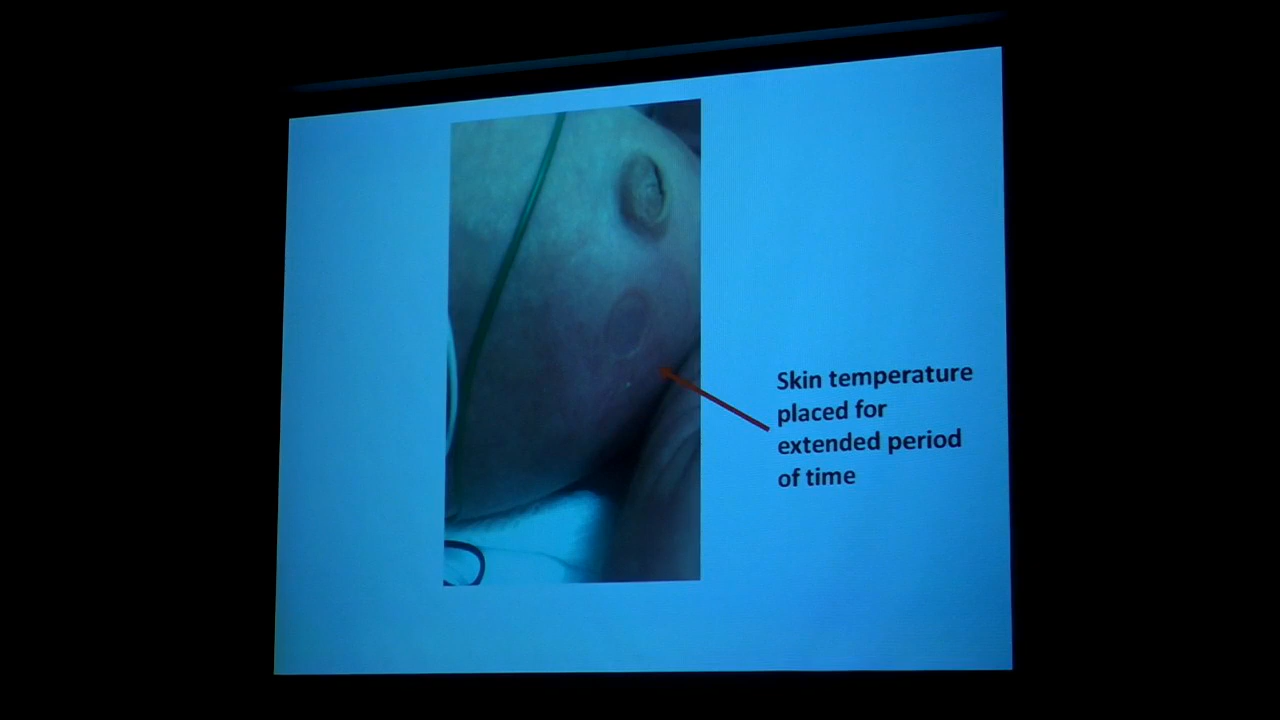 Skin temperature
placed for
extended period
of time